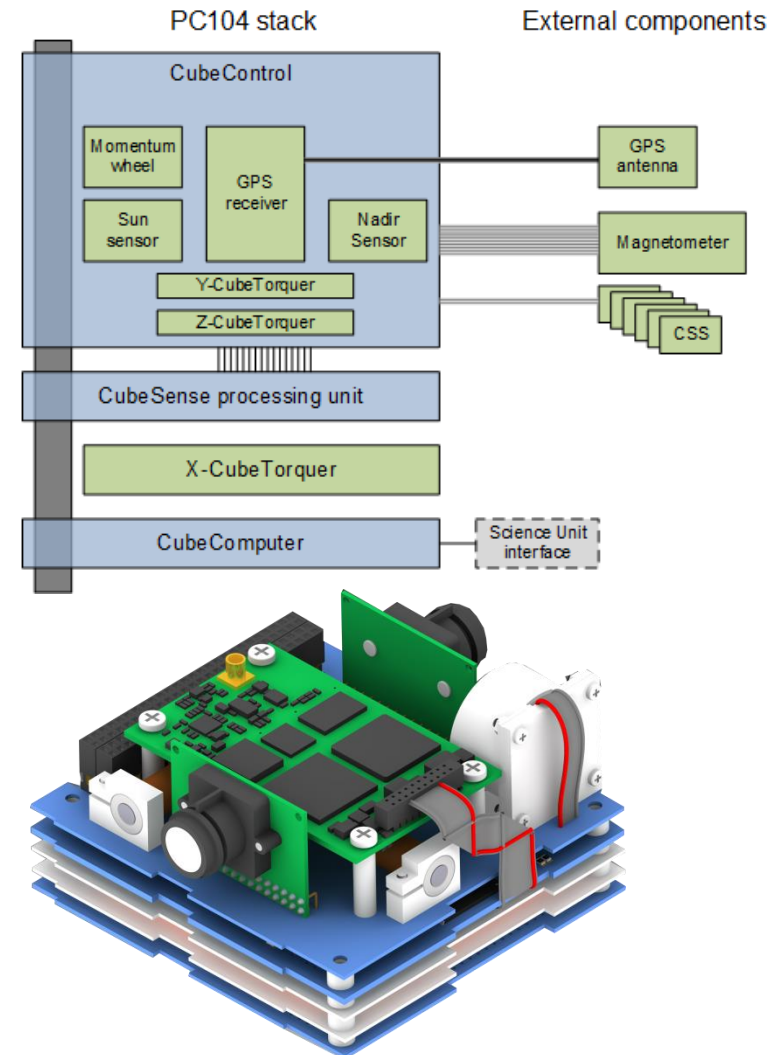 PC104 stack
External components
CubeControl
Momentum
wheel
GPS
receiver
GPS
antenna
Sun
sensor
Nadir
Sensor
Magnetometer
Y-CubeTorquer
Z-CubeTorquer
CSS
CubeSense processing unit
X-CubeTorquer
CubeComputer
Science Unit
interface